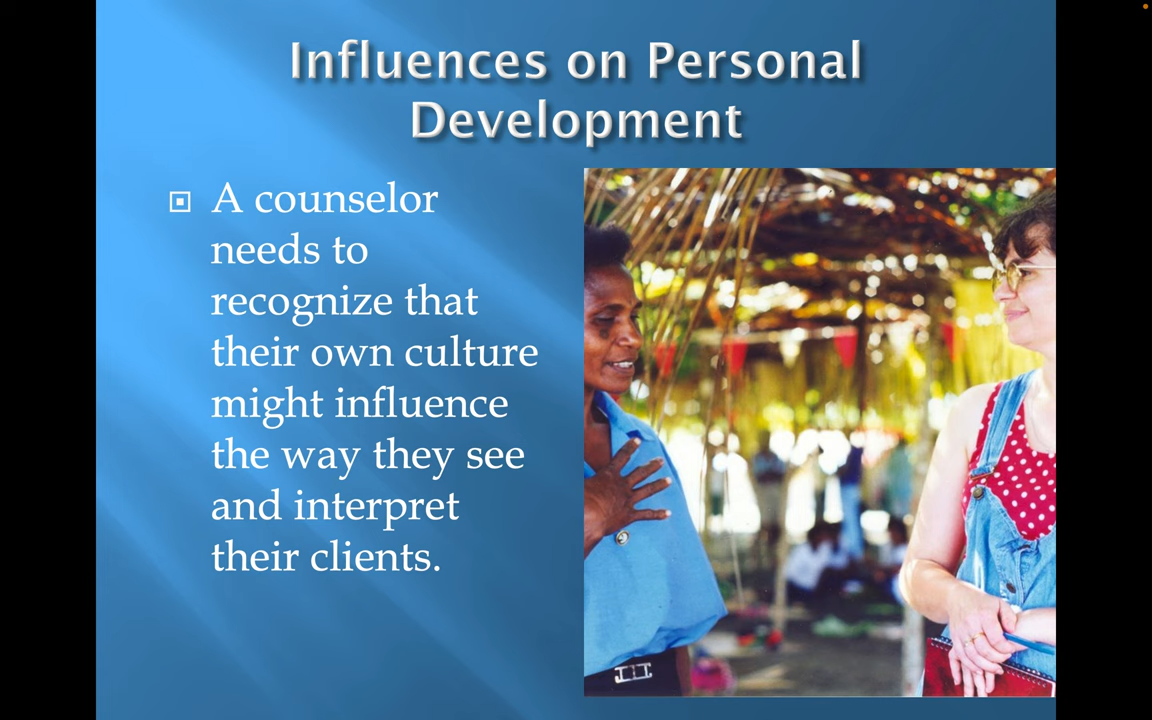 Influences on Personal
Development
A counselor
needs to
recognize that
their own culture
might influence
the way they see
and interpret
their clients.